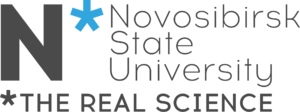 N*
Novosibirsk
State
University
*THE REAL SCIENCE